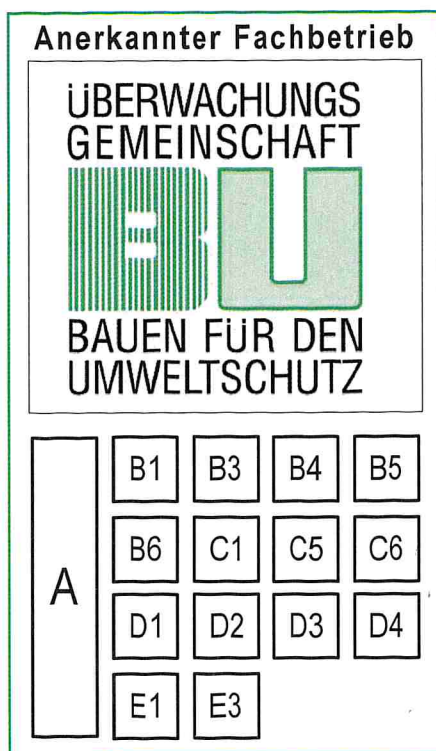 Anerkannter Fachbetrieb
ÜBERWACHUNGS
GEMEINSCHAFT
BU
BAUEN FÜR DEN
UMWELTSCHUTZ
A
B1 B3 B4 B5
B6 C1 C5 C6
D1 D2 D3 D4
E1 E3